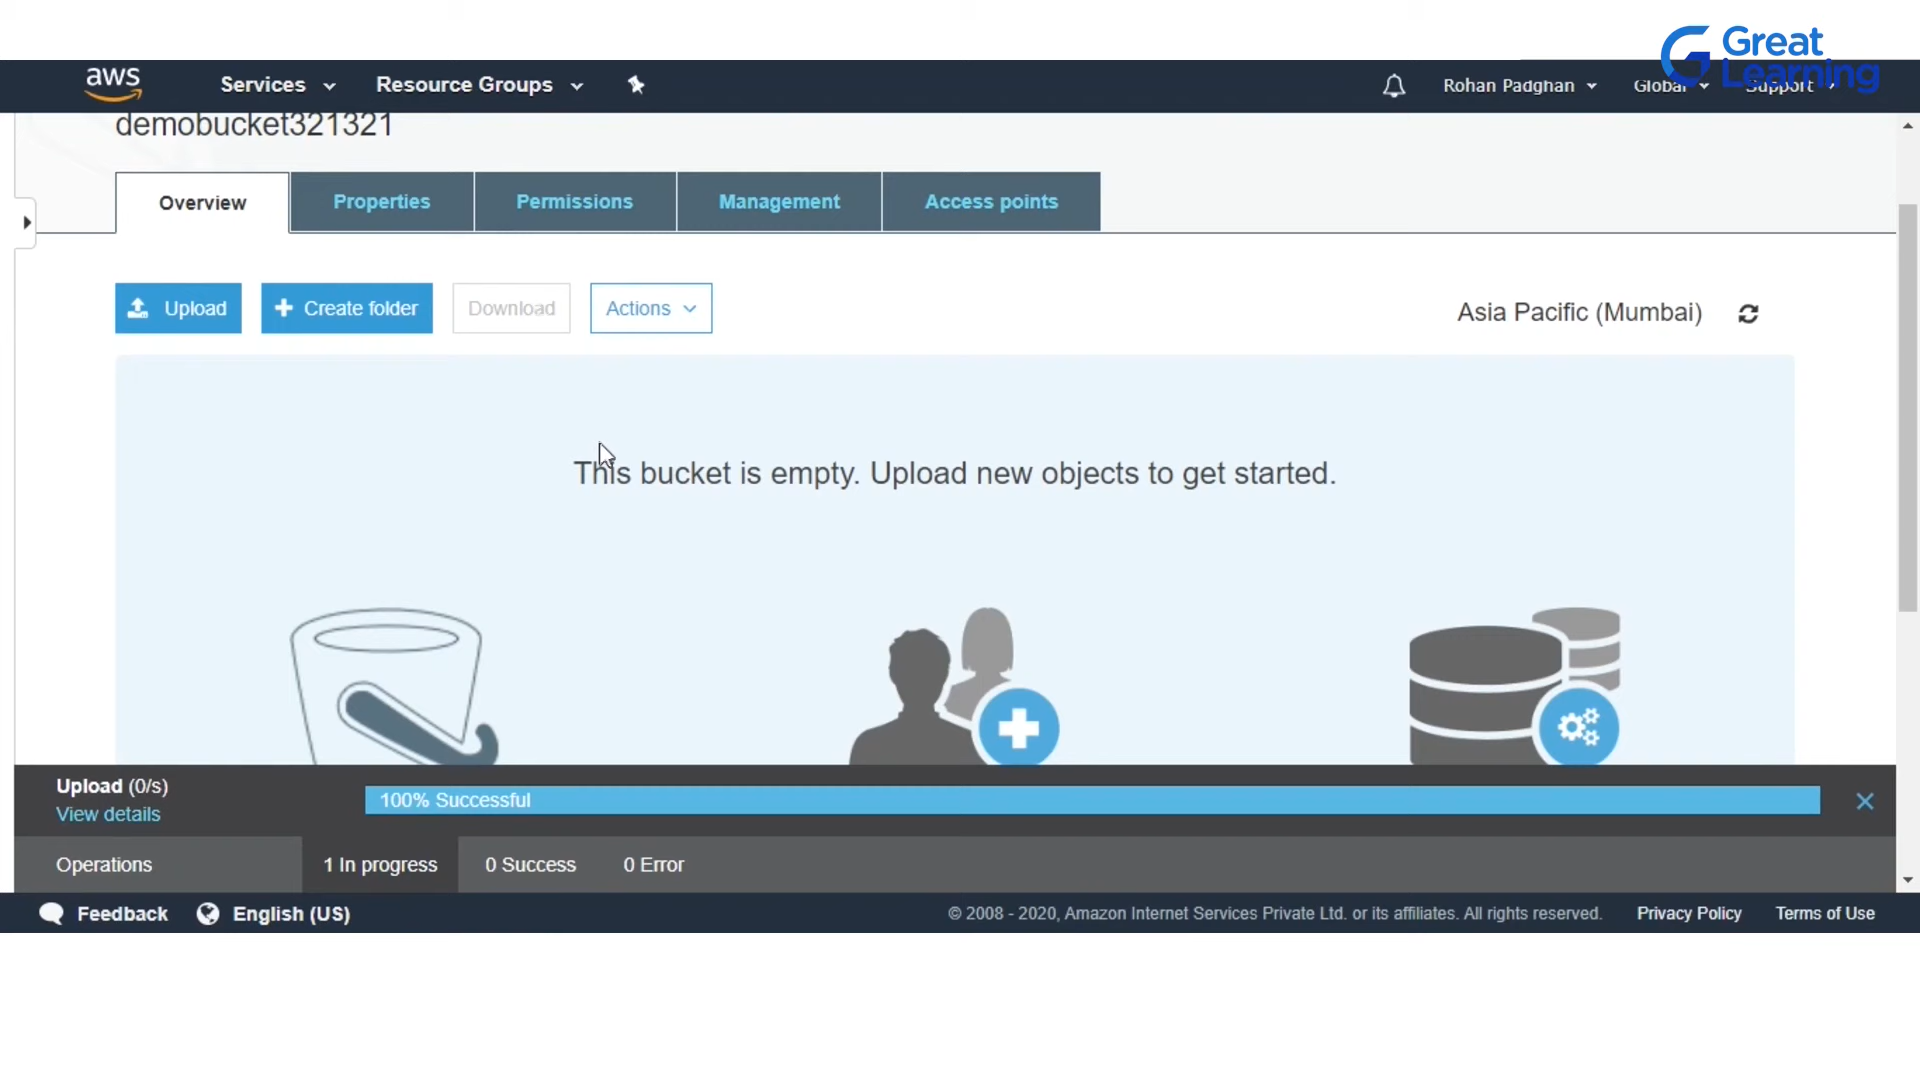 Great
Learning
aws
Services
Resource Groups
Rohan Padghan
Global
Support
demobucket321321
Overview
Properties
Permissions
Management
Access points
Upload
Create folder
Download
Actions
Asia Pacific (Mumbai)
This bucket is empty. Upload new objects to get started.
Upload (0/s)
View details
100% Successful
Operations
1 In progress
0 Success
0 Error
Feedback
English (US)
© 2008 - 2020, Amazon Internet Services Private Ltd. or its affiliates. All rights reserved.
Privacy Policy
Terms of Use